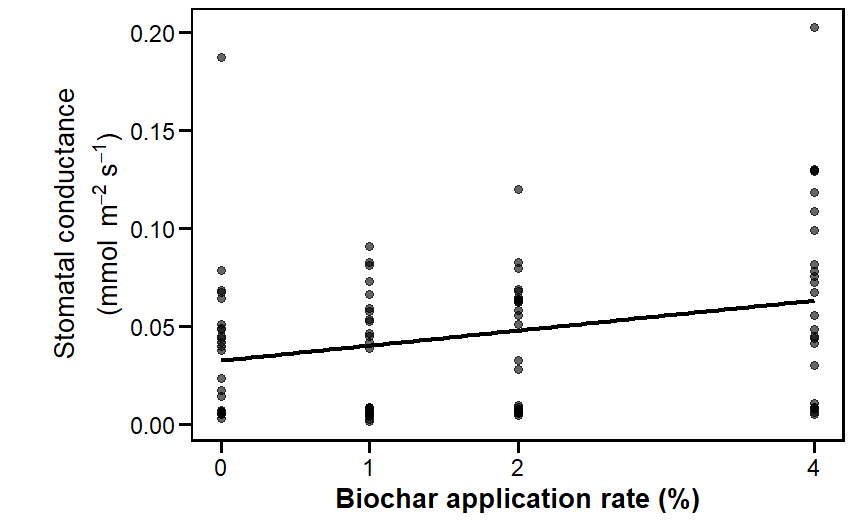 Stomatal conductance
(mmol m⁻² s⁻¹)
0.20
0.15
0.10
0.05
0.00
0 1 2 4
Biochar application rate (%)